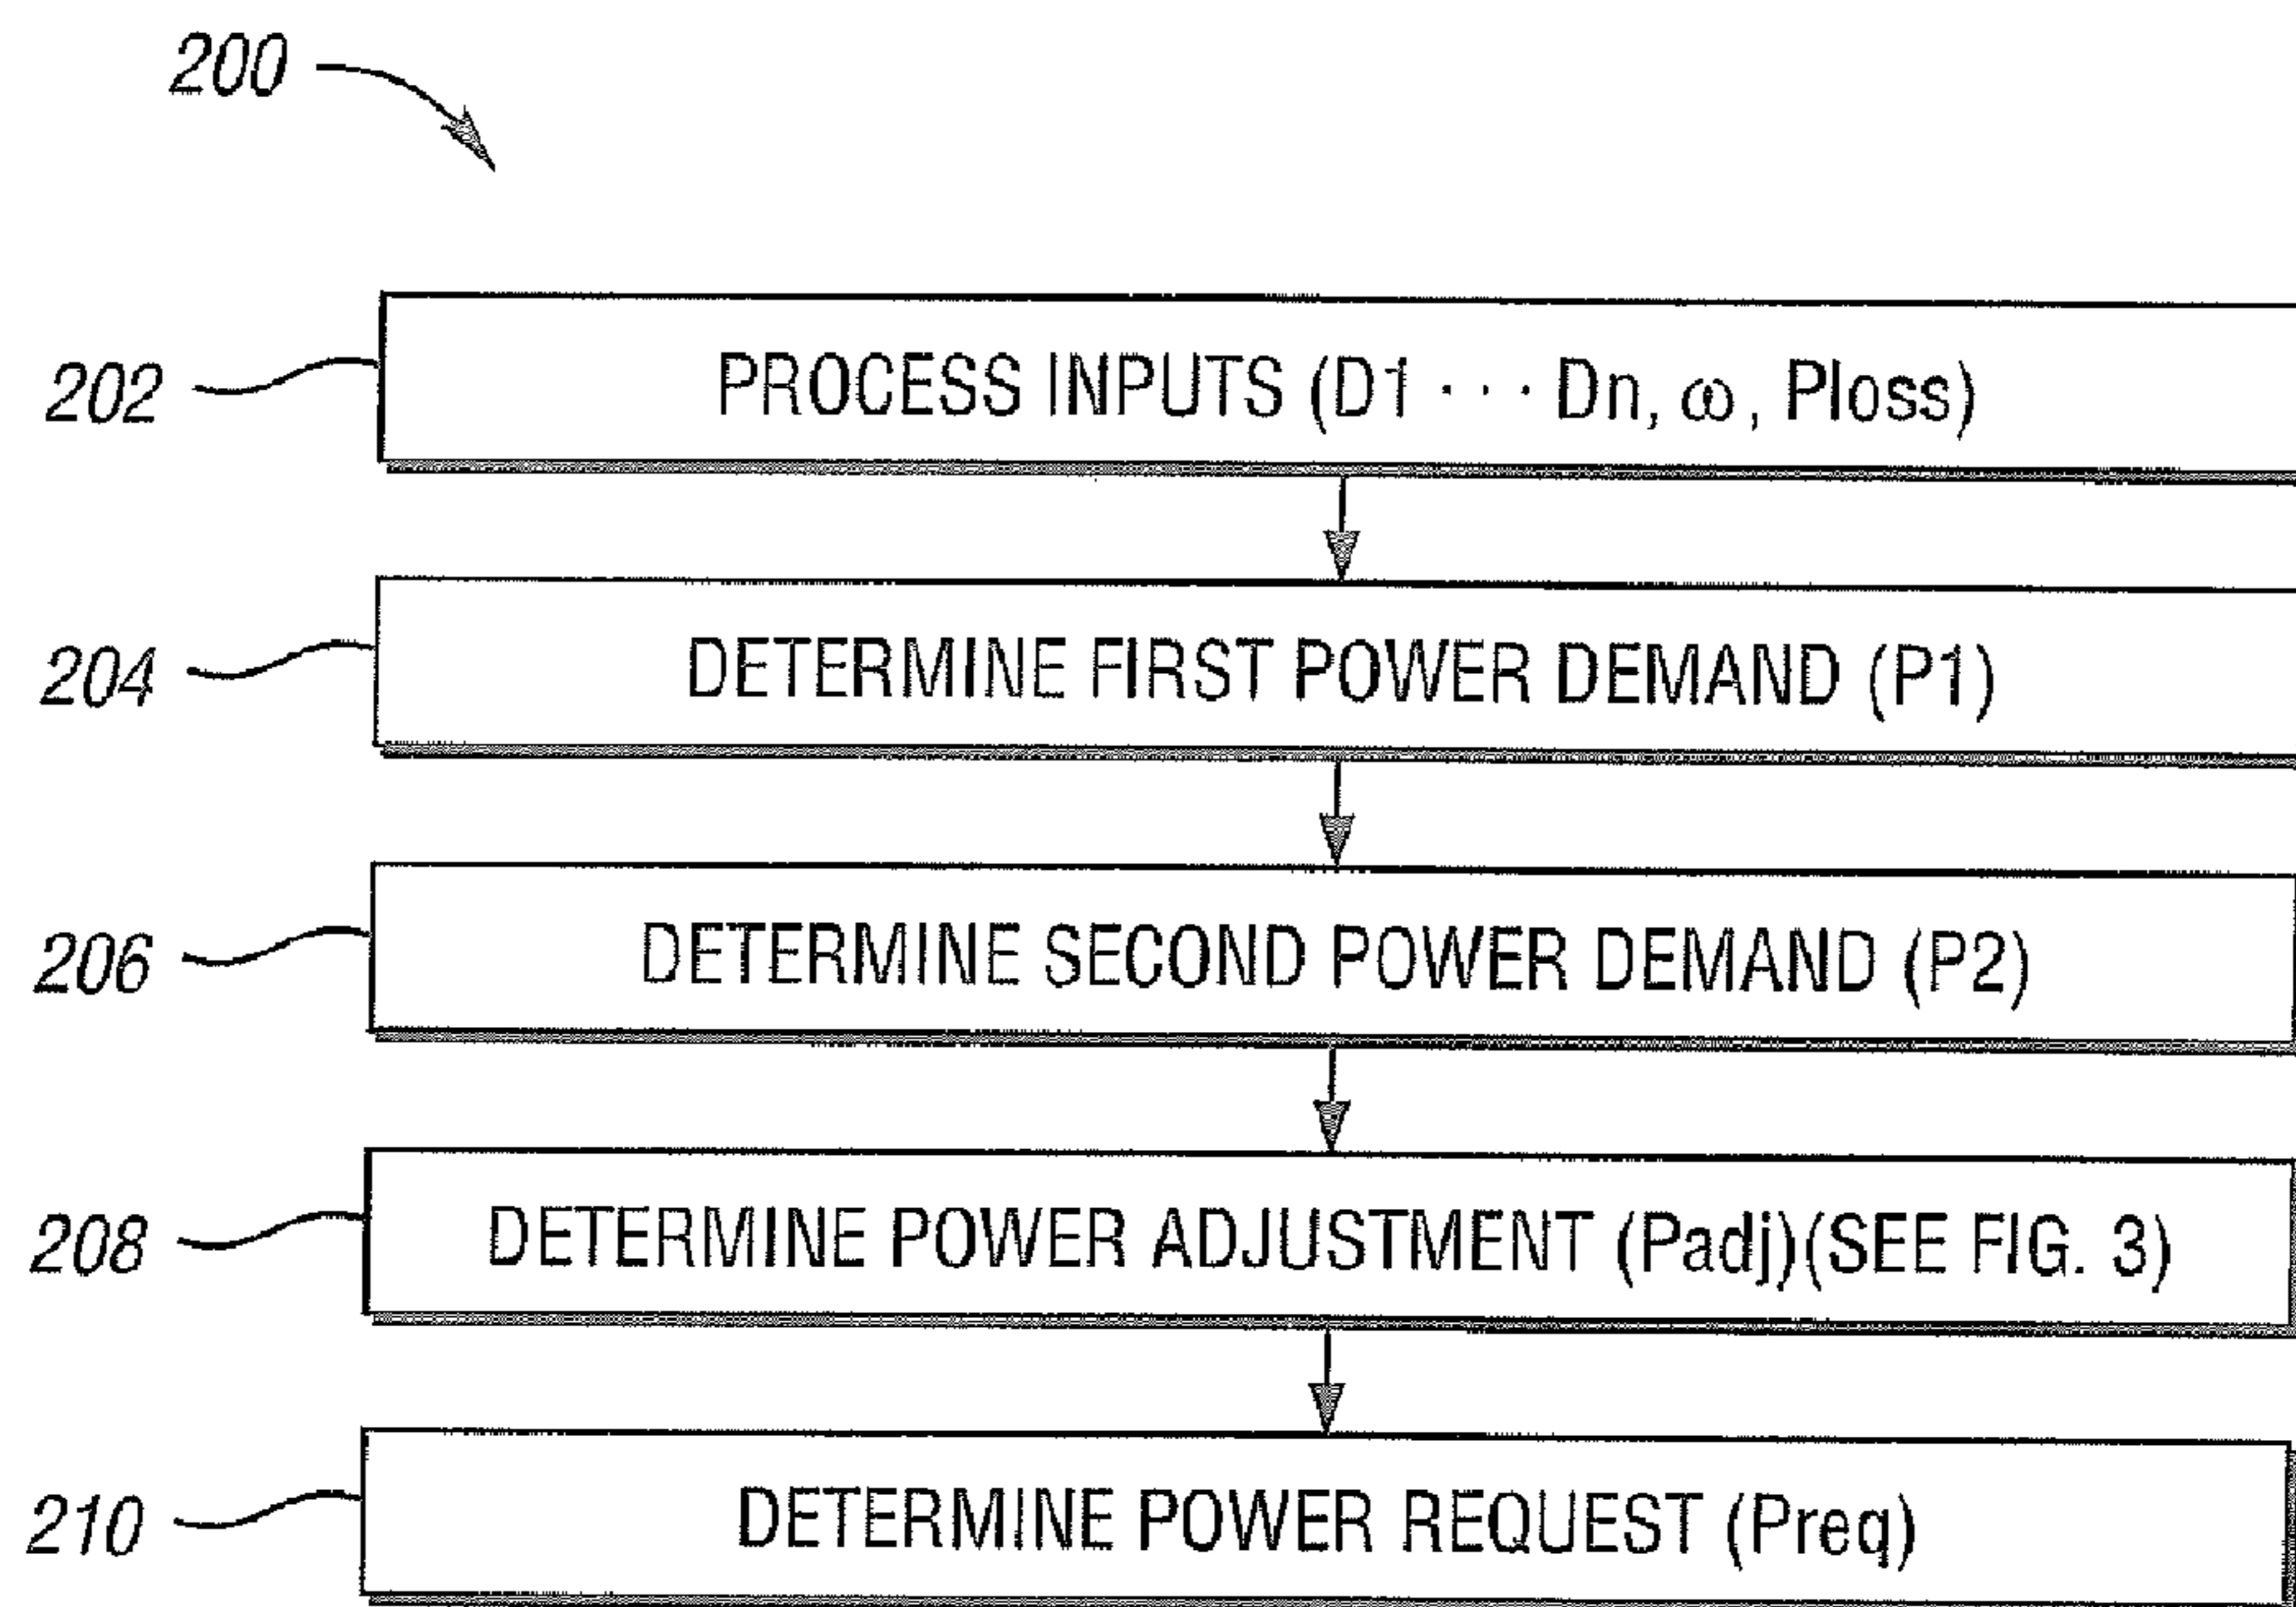 200
202
PROCESS INPUTS (D1 · · · Dn, ω, Ploss)
204
DETERMINE FIRST POWER DEMAND (P1)
206
DETERMINE SECOND POWER DEMAND (P2)
208
DETERMINE POWER ADJUSTMENT (Padj)(SEE FIG. 3)
210
DETERMINE POWER REQUEST (Preq)